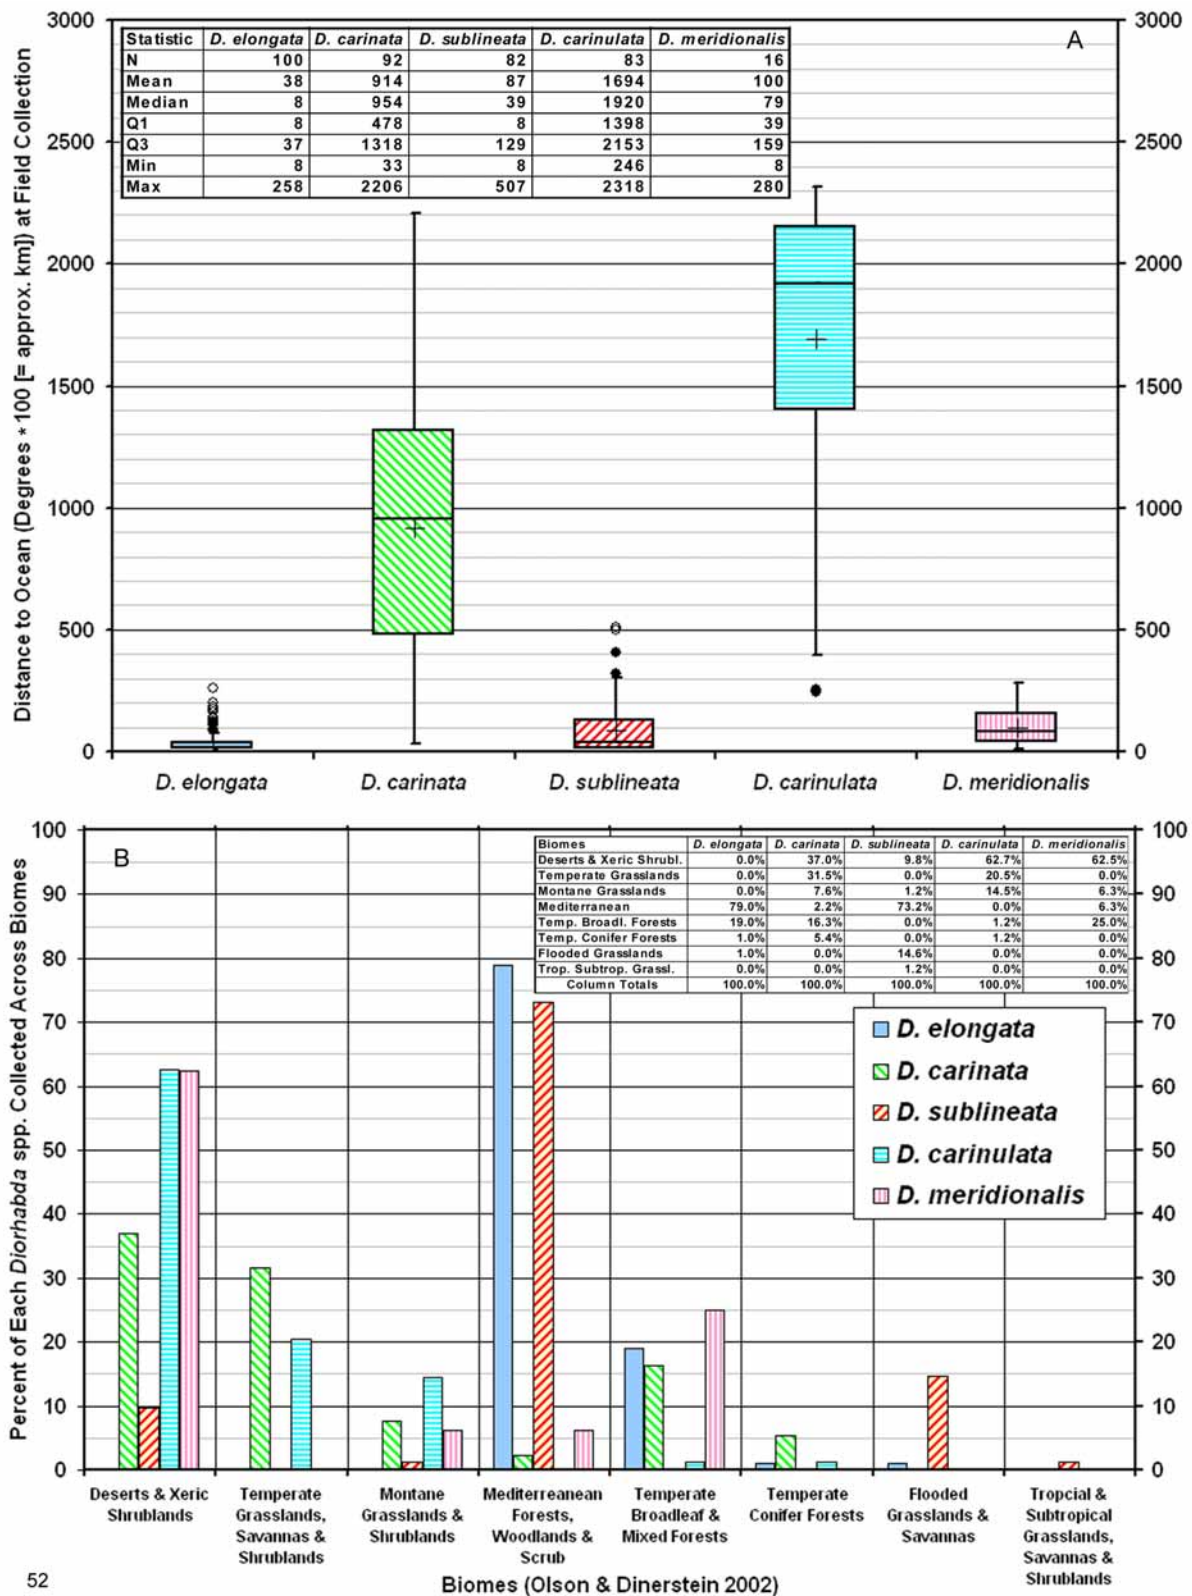 3000 3000
A
Statistic D. elongata D. carinata D. sublineata D. carinulata D. meridionalis
N 100 92 82 83 16
Mean 38 914 87 1694 100
Median 8 954 39 1920 79
Q1 8 478 8 1398 39
Q3 37 1318 129 2153 159
Min 8 33 8 246 8
Max 258 2206 507 2318 280
2500 2500
2000 2000
1500 1500
1000 1000
500 500
0 0
Distance to Ocean (Degrees *100 [= approx. km]) at Field Collection
D. elongata D. carinata D. sublineata D. carinulata D. meridionalis
100 100
B
Biomes D. elongata D. carinata D. sublineata D. carinulata D. meridionalis
Deserts & Xeric Shrubl. 0.0% 37.0% 9.8% 62.7% 62.5%
Temperate Grasslands 0.0% 31.5% 0.0% 20.5% 0.0%
Montane Grasslands 0.0% 7.6% 1.2% 14.5% 6.3%
Mediterranean 79.0% 2.2% 73.2% 0.0% 6.3%
Temp. Broadl. Forests 19.0% 16.3% 0.0% 1.2% 25.0%
Temp. Conifer Forests 1.0% 5.4% 0.0% 1.2% 0.0%
Flooded Grasslands 1.0% 0.0% 14.6% 0.0% 0.0%
Trop. Subtrop. Grassl. 0.0% 0.0% 1.2% 0.0% 0.0%
Column Totals 100.0% 100.0% 100.0% 100.0% 100.0%
90 90
80 80
70 70
60 60
50 50
40 40
30 30
20 20
10 10
0 0
D. elongata
D. carinata
D. sublineata
D. carinulata
D. meridionalis
Percent of Each Diorhabda spp. Collected Across Biomes
Deserts & Xeric
Shrublands
Temperate
Grasslands,
Savannas &
Shrublands
Montane
Grasslands &
Shrublands
Mediterreanean
Forests,
Woodlands &
Scrub
Temperate
Broadleaf &
Mixed Forests
Temperate
Conifer Forests
Flooded
Grasslands &
Savannas
Tropcial &
Subtropical
Grasslands,
Savannas &
Shrublands
Biomes (Olson & Dinerstein 2002)
52